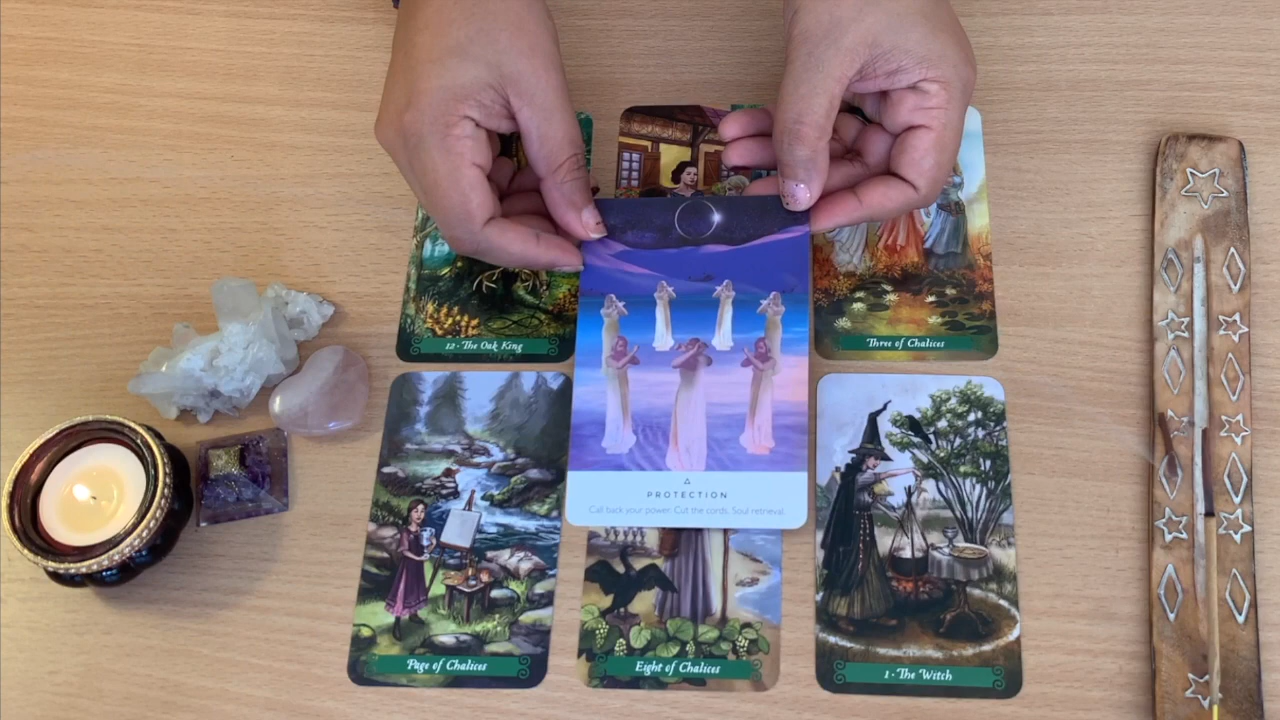 12 · The Oak King
Three of Chalices
PROTECTION
Call back your power. Cut the cords. Soul retrieval.
Page of Chalices
Eight of Chalices
1 · The Witch